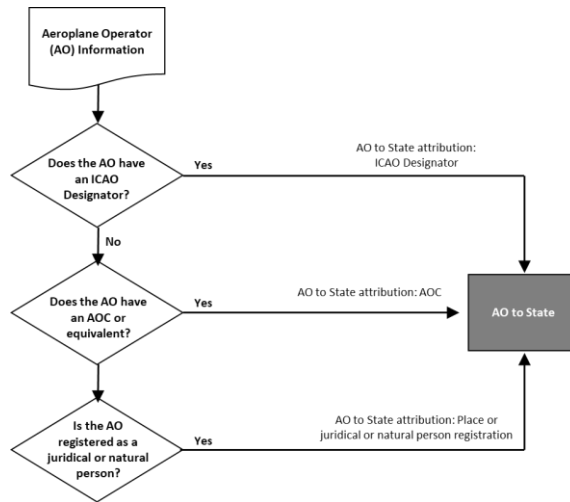 Aeroplane Operator
(AO) Information
Does the AO have
an ICAO
Designator?
Yes
AO to State attribution:
ICAO Designator
No
Does the AO have
an AOC or
equivalent?
Yes
AO to State attribution: AOC
AO to State
Is the AO
registered as a
juridical or natural
person?
Yes
AO to State attribution: Place or
juridical or natural person registration